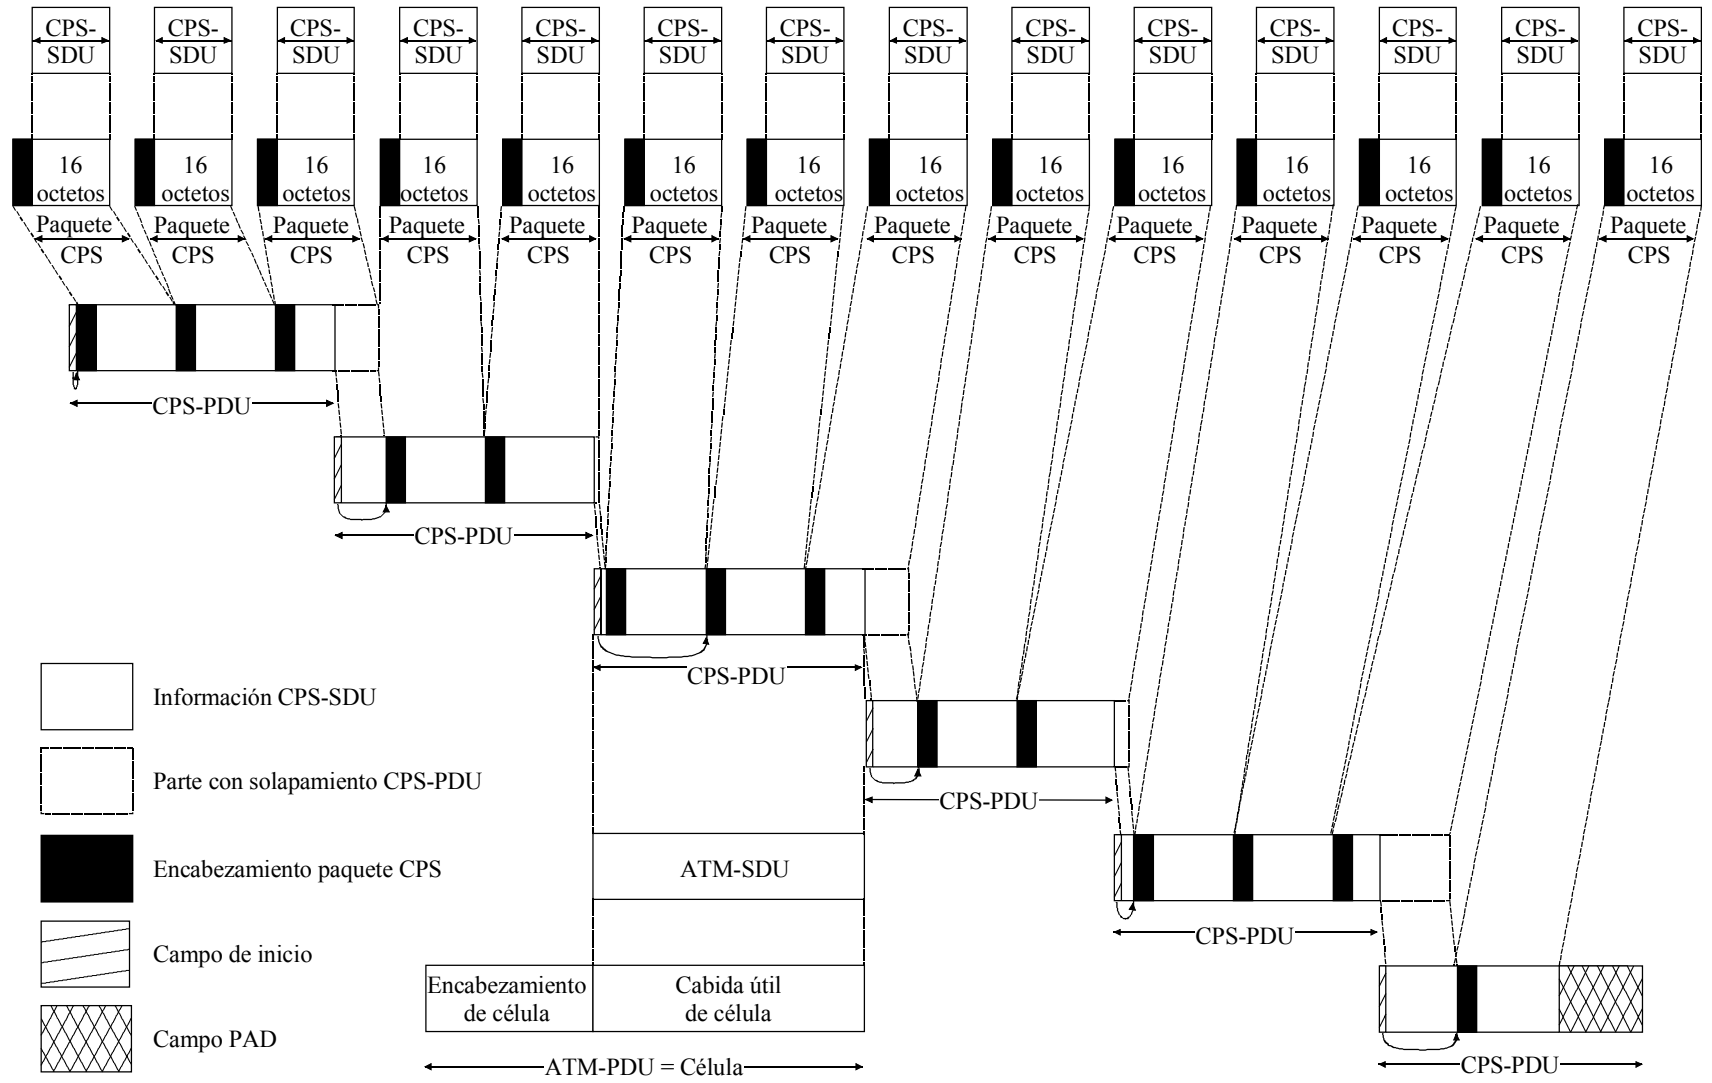 CPS-
SDU
CPS-
SDU
CPS-
SDU
CPS-
SDU
CPS-
SDU
CPS-
SDU
CPS-
SDU
CPS-
SDU
CPS-
SDU
CPS-
SDU
CPS-
SDU
CPS-
SDU
CPS-
SDU
CPS-
SDU
16
octetos
16
octetos
16
octetos
16
octetos
16
octetos
16
octetos
16
octetos
16
octetos
16
octetos
16
octetos
16
octetos
16
octetos
16
octetos
16
octetos
Paquete
CPS
Paquete
CPS
Paquete
CPS
Paquete
CPS
Paquete
CPS
Paquete
CPS
Paquete
CPS
Paquete
CPS
Paquete
CPS
Paquete
CPS
Paquete
CPS
Paquete
CPS
Paquete
CPS
Paquete
CPS
CPS-PDU
CPS-PDU
CPS-PDU
CPS-PDU
CPS-PDU
CPS-PDU
Información CPS-SDU
Parte con solapamiento CPS-PDU
Encabezamiento paquete CPS
Campo de inicio
Campo PAD
ATM-SDU
Encabezamiento
de célula
Cabida útil
de célula
ATM-PDU = Célula